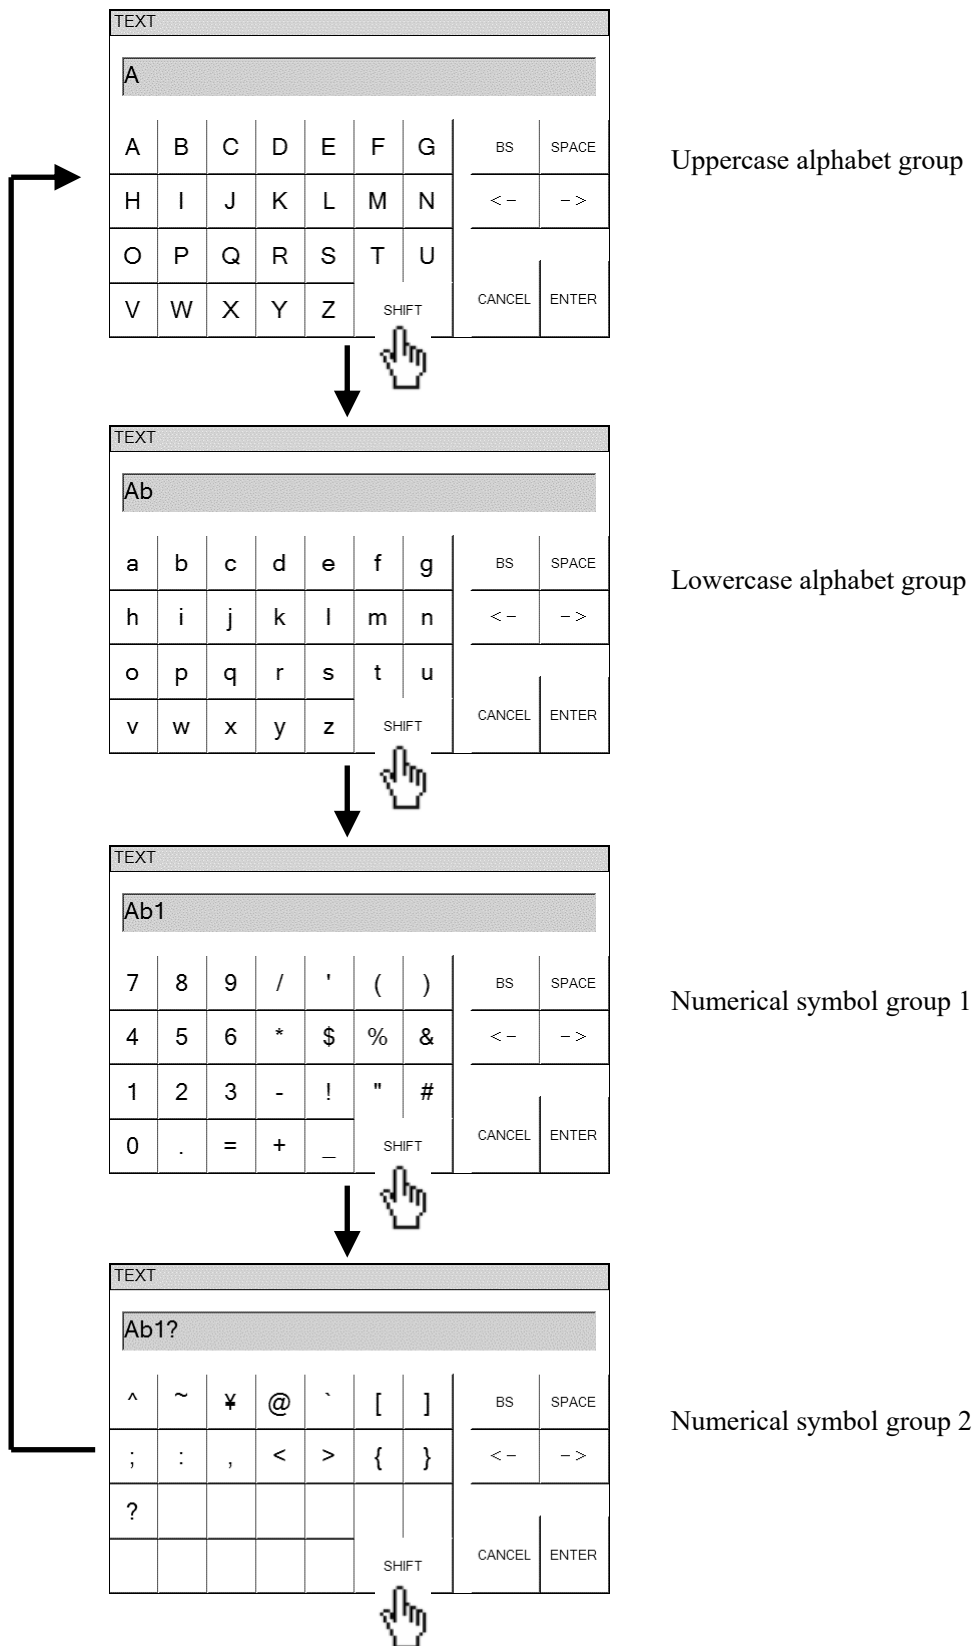 TEXT
A
A B C D E F G BS SPACE
Uppercase alphabet group
H I J K L M N <- ->
O P Q R S T U
V W X Y Z SHIFT CANCEL ENTER
TEXT
Ab
a b c d e f g BS SPACE
Lowercase alphabet group
h i j k l m n <- ->
o p q r s t u
v w x y z SHIFT CANCEL ENTER
TEXT
Ab1
7 8 9 / ' ( ) BS SPACE
Numerical symbol group 1
4 5 6 * $ % & <- ->
1 2 3 - ! " #
0 . = + _ SHIFT CANCEL ENTER
TEXT
Ab1?
^ ~ ¥ @ ` [ ] BS SPACE
Numerical symbol group 2
; : , < > { } <- ->
?
SHIFT CANCEL ENTER